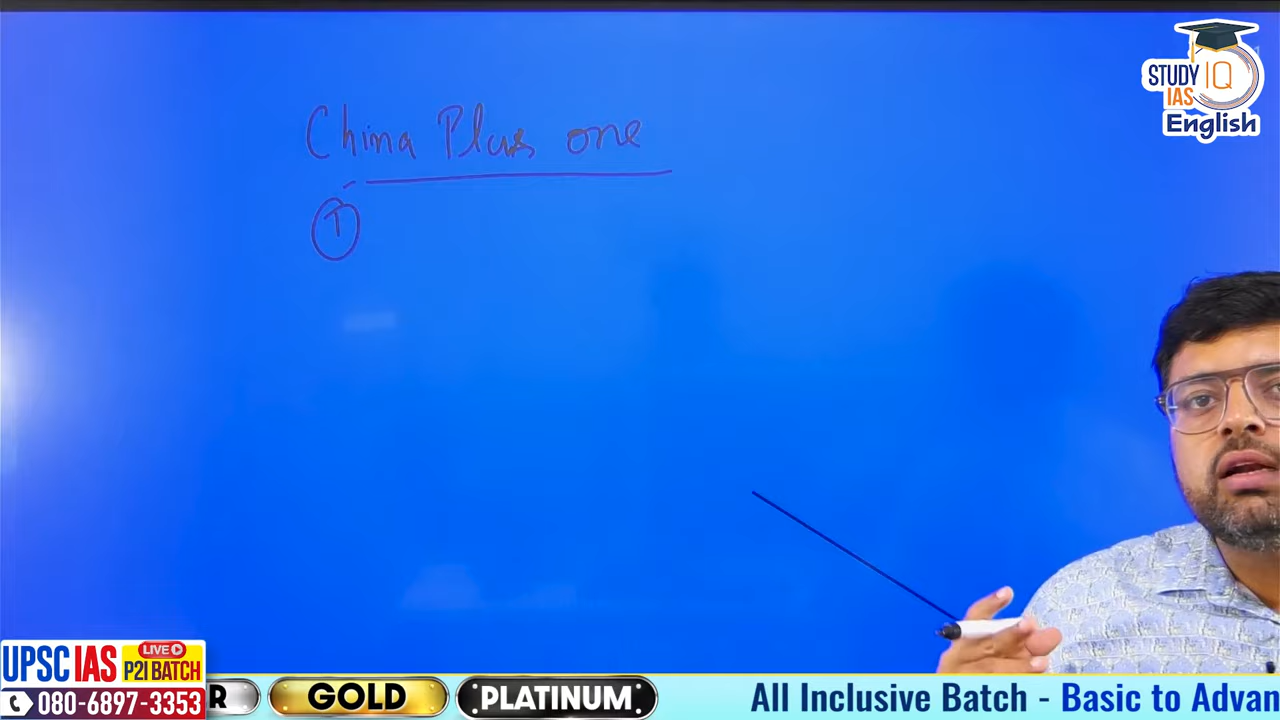 STUDY IQ
IAS
English
China Plus one
1
UPSC IAS
LIVE
P2I BATCH
080-6897-3353
R
GOLD
PLATINUM
All Inclusive Batch - Basic to Advan